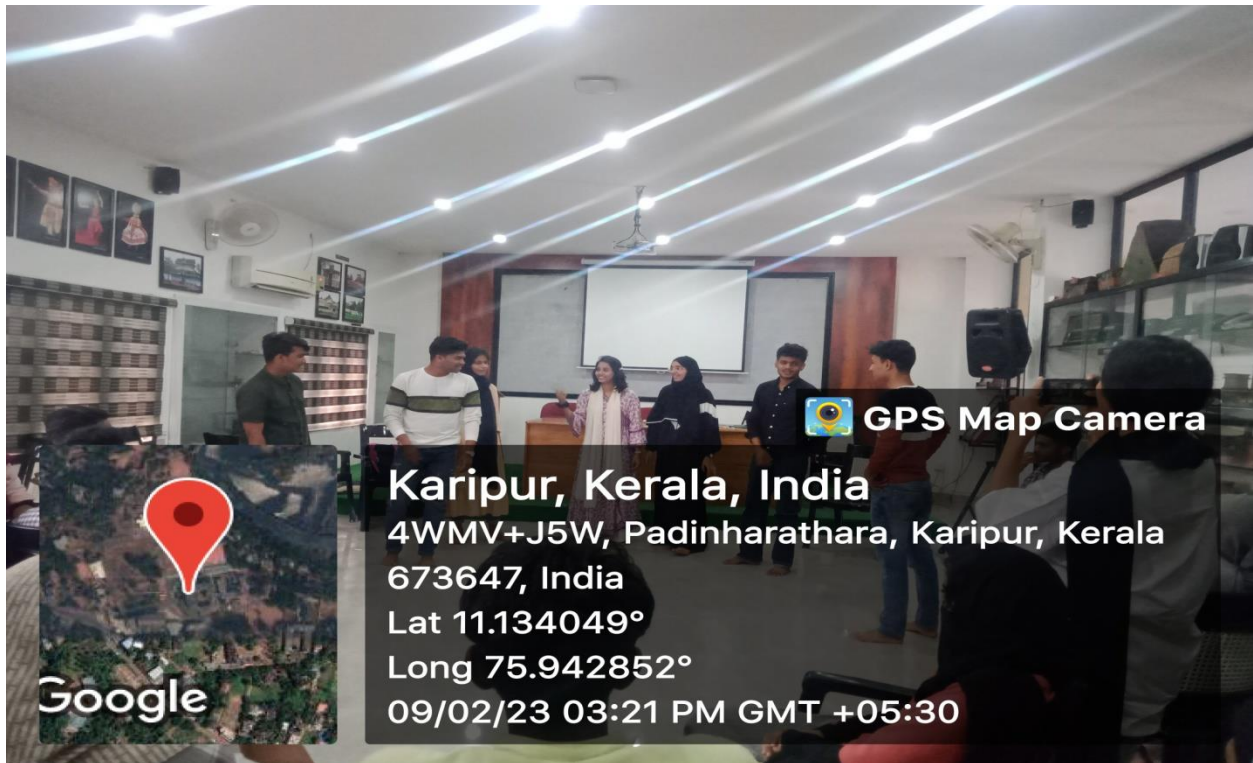 GPS Map Camera
Karipur, Kerala, India
4WMV+J5W, Padinharathara, Karipur, Kerala
673647, India
Lat 11.134049°
Long 75.942852°
09/02/23 03:21 PM GMT +05:30
Google